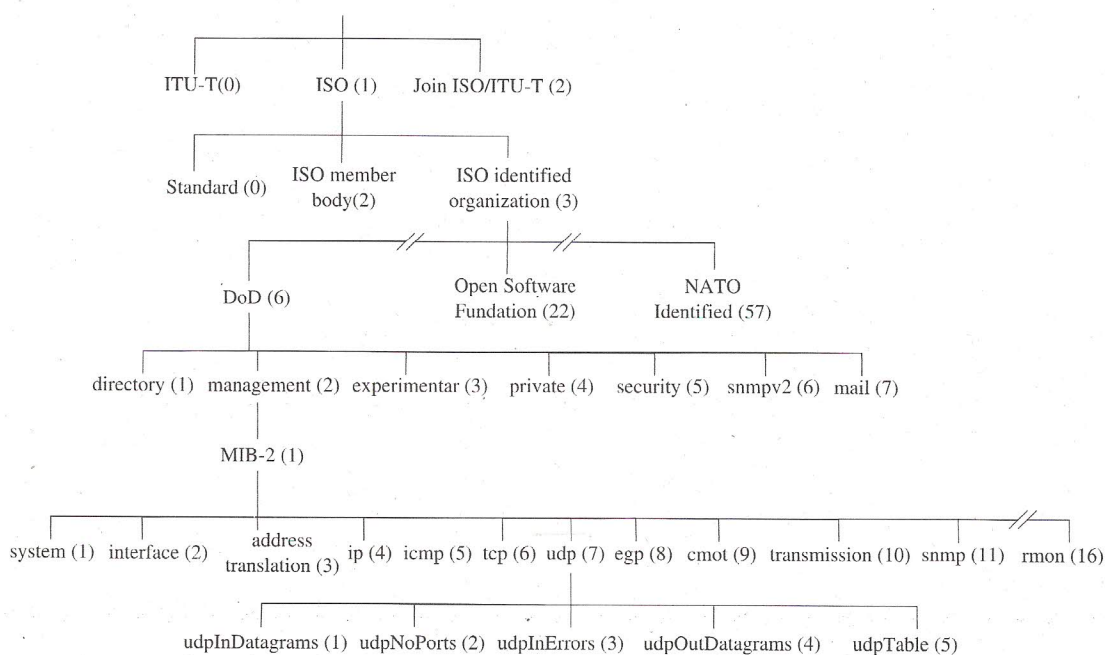 ITU-T(0) ISO (1) Join ISO/ITU-T (2)
Standard (0) ISO member body(2) ISO identified organization (3)
DoD (6) Open Software Fundation (22) NATO Identified (57)
directory (1) management (2) experimentar (3) private (4) security (5) snmpv2 (6) mail (7)
MIB-2 (1)
system (1) interface (2) address translation (3) ip (4) icmp (5) tcp (6) udp (7) egp (8) cmot (9) transmission (10) snmp (11) rmon (16)
udpInDatagrams (1) udpNoPorts (2) udpInErrors (3) udpOutDatagrams (4) udpTable (5)